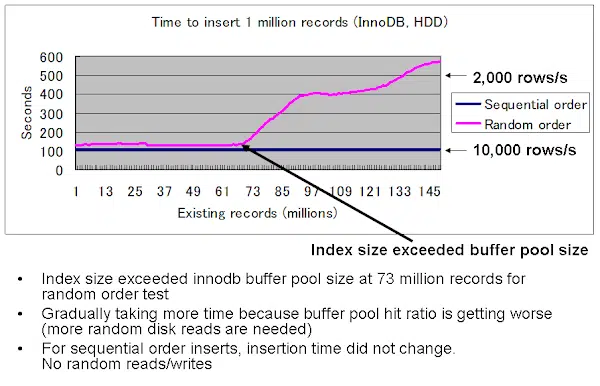 Time to insert 1 million records (InnoDB, HDD)
600
500
400
300
200
100
0
Seconds
2,000 rows/s
Sequential order
Random order
10,000 rows/s
1 13 25 37 49 61 73 85 97 109 121 133 145
Existing records (millions)
Index size exceeded buffer pool size
• Index size exceeded innodb buffer pool size at 73 million records for
random order test
• Gradually taking more time because buffer pool hit ratio is getting worse
(more random disk reads are needed)
• For sequential order inserts, insertion time did not change.
No random reads/writes